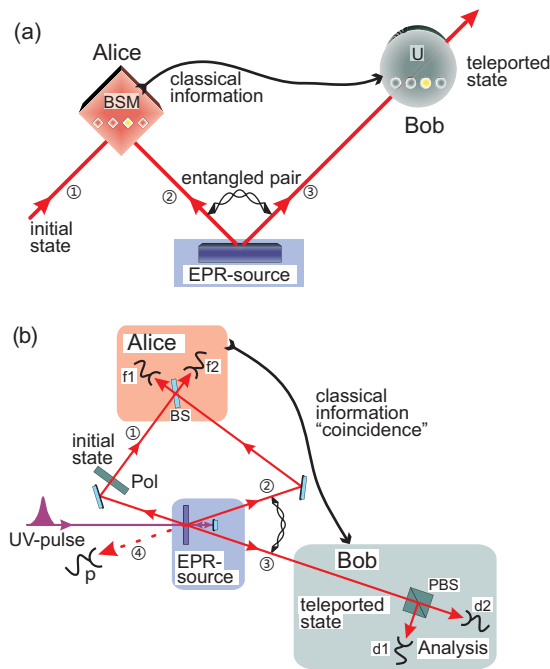 (a)
Alice
BSM
classical
information
U
teleported
state
Bob
①
②
entangled pair
③
initial
state
EPR-source
(b)
Alice
f1
f2
BS
classical
information
“coincidence”
①
initial
state
Pol
②
UV-pulse
④
p
EPR-
source
③
Bob
PBS
teleported
state
d2
d1
Analysis